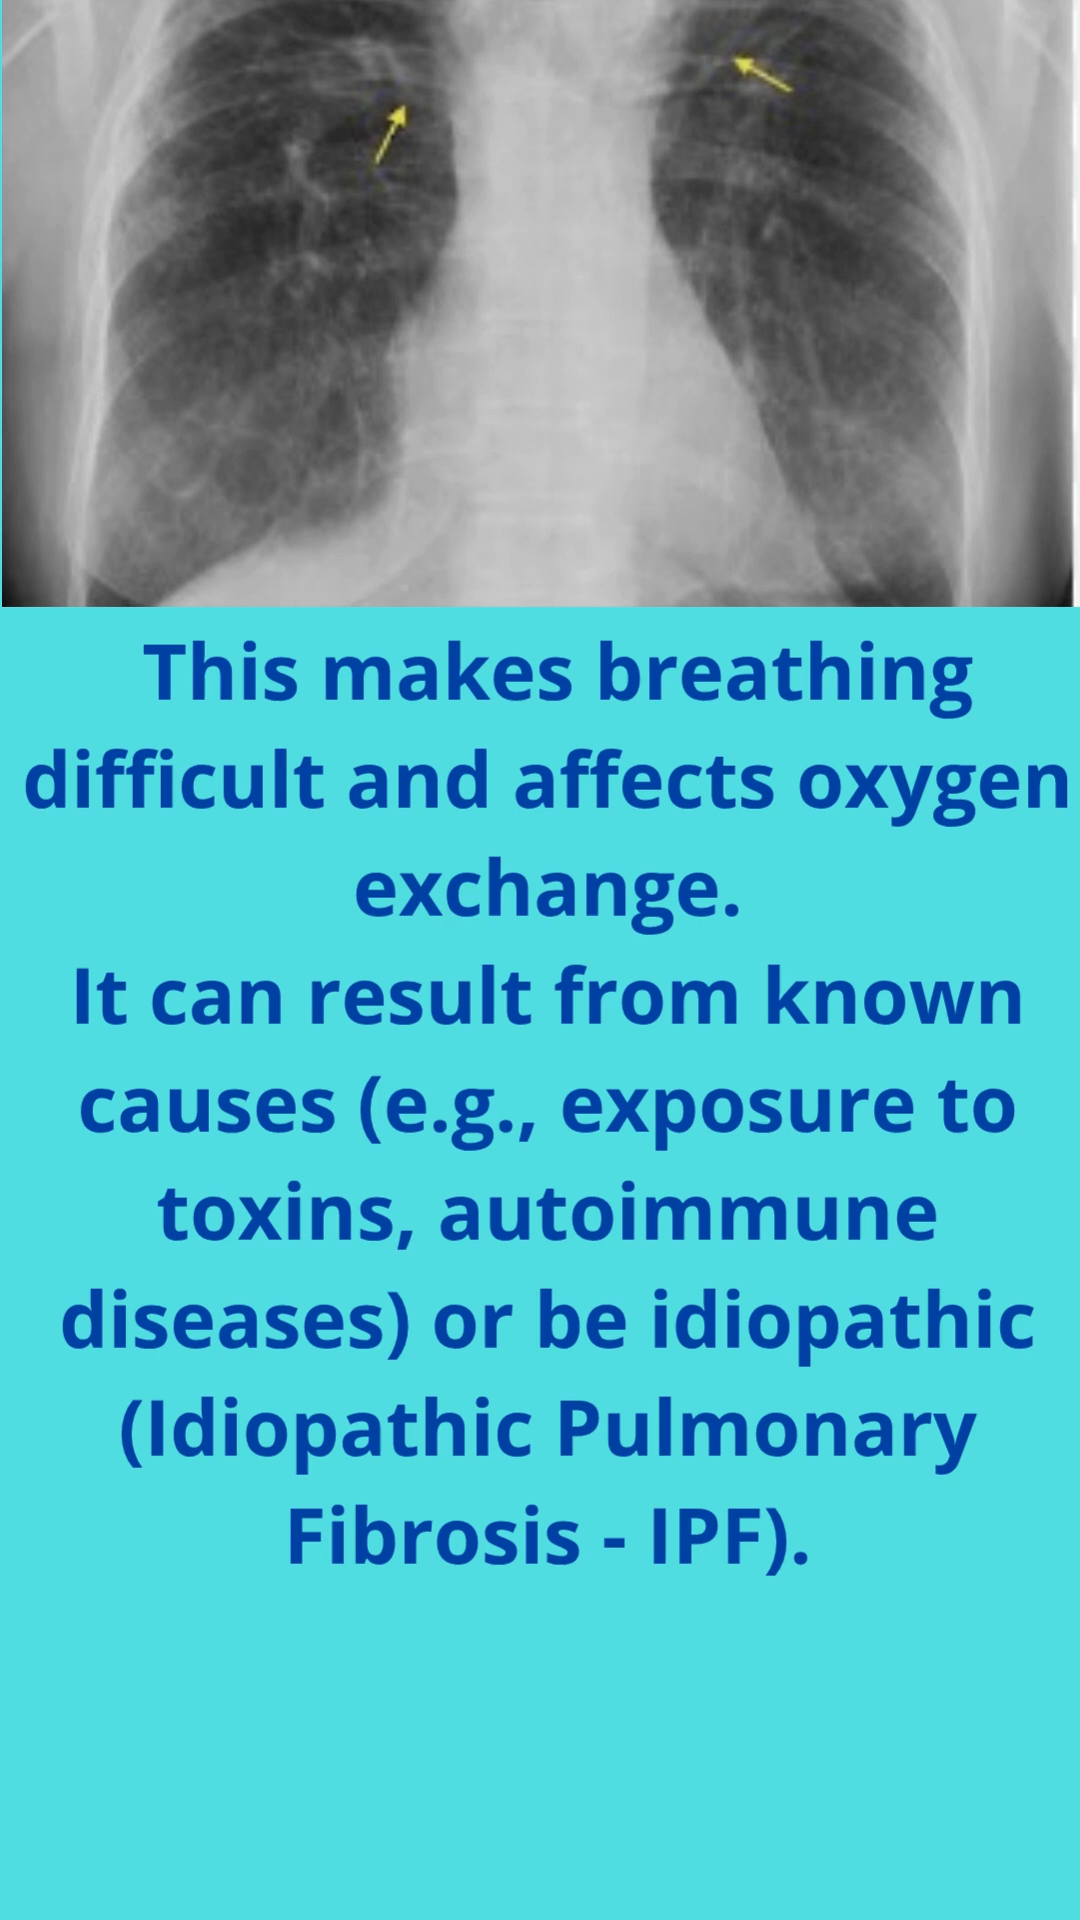 This makes breathing
difficult and affects oxygen
exchange.
It can result from known
causes (e.g., exposure to
toxins, autoimmune
diseases) or be idiopathic
(Idiopathic Pulmonary
Fibrosis - IPF).